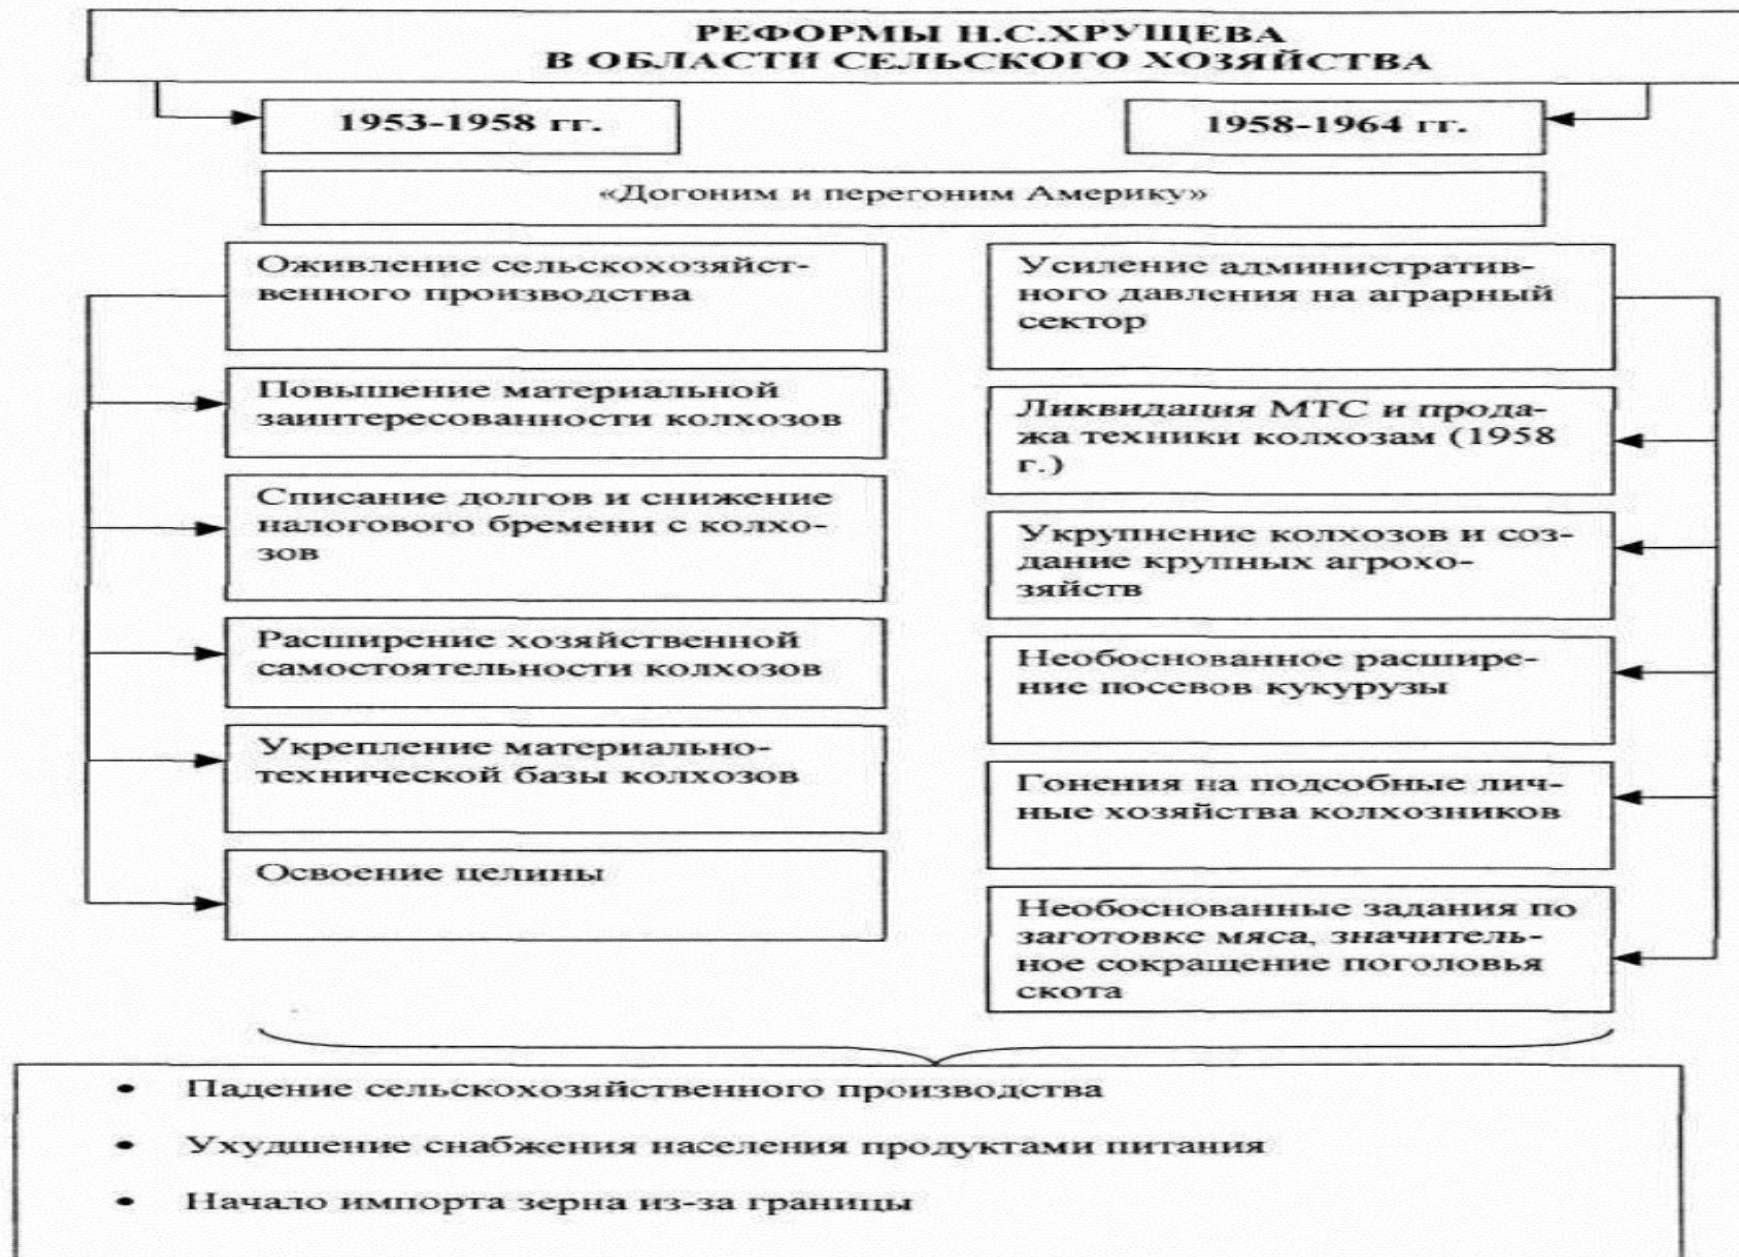 РЕФОРМЫ Н.С.ХРУЩЕВА
В ОБЛАСТИ СЕЛЬСКОГО ХОЗЯЙСТВА
1953-1958 гг.
1958-1964 гг.
«Догоним и перегоним Америку»
Оживление сельскохозяйст-
венного производства
Повышение материальной
заинтересованности колхозов
Списание долгов и снижение
налогового бремени с колхо-
зов
Расширение хозяйственной
самостоятельности колхозов
Укрепление материально-
технической базы колхозов
Освоение целины
Усиление административ-
ного давления на аграрный
сектор
Ликвидация МТС и прода-
жа техники колхозам (1958
г.)
Укрупнение колхозов и соз-
дание крупных агрохо-
зяйств
Необоснованное расшире-
ние посевов кукурузы
Гонения на подсобные лич-
ные хозяйства колхозников
Необоснованные задания по
заготовке мяса, значитель-
ное сокращение поголовья
скота
• Падение сельскохозяйственного производства
• Ухудшение снабжения населения продуктами питания
• Начало импорта зерна из-за границы